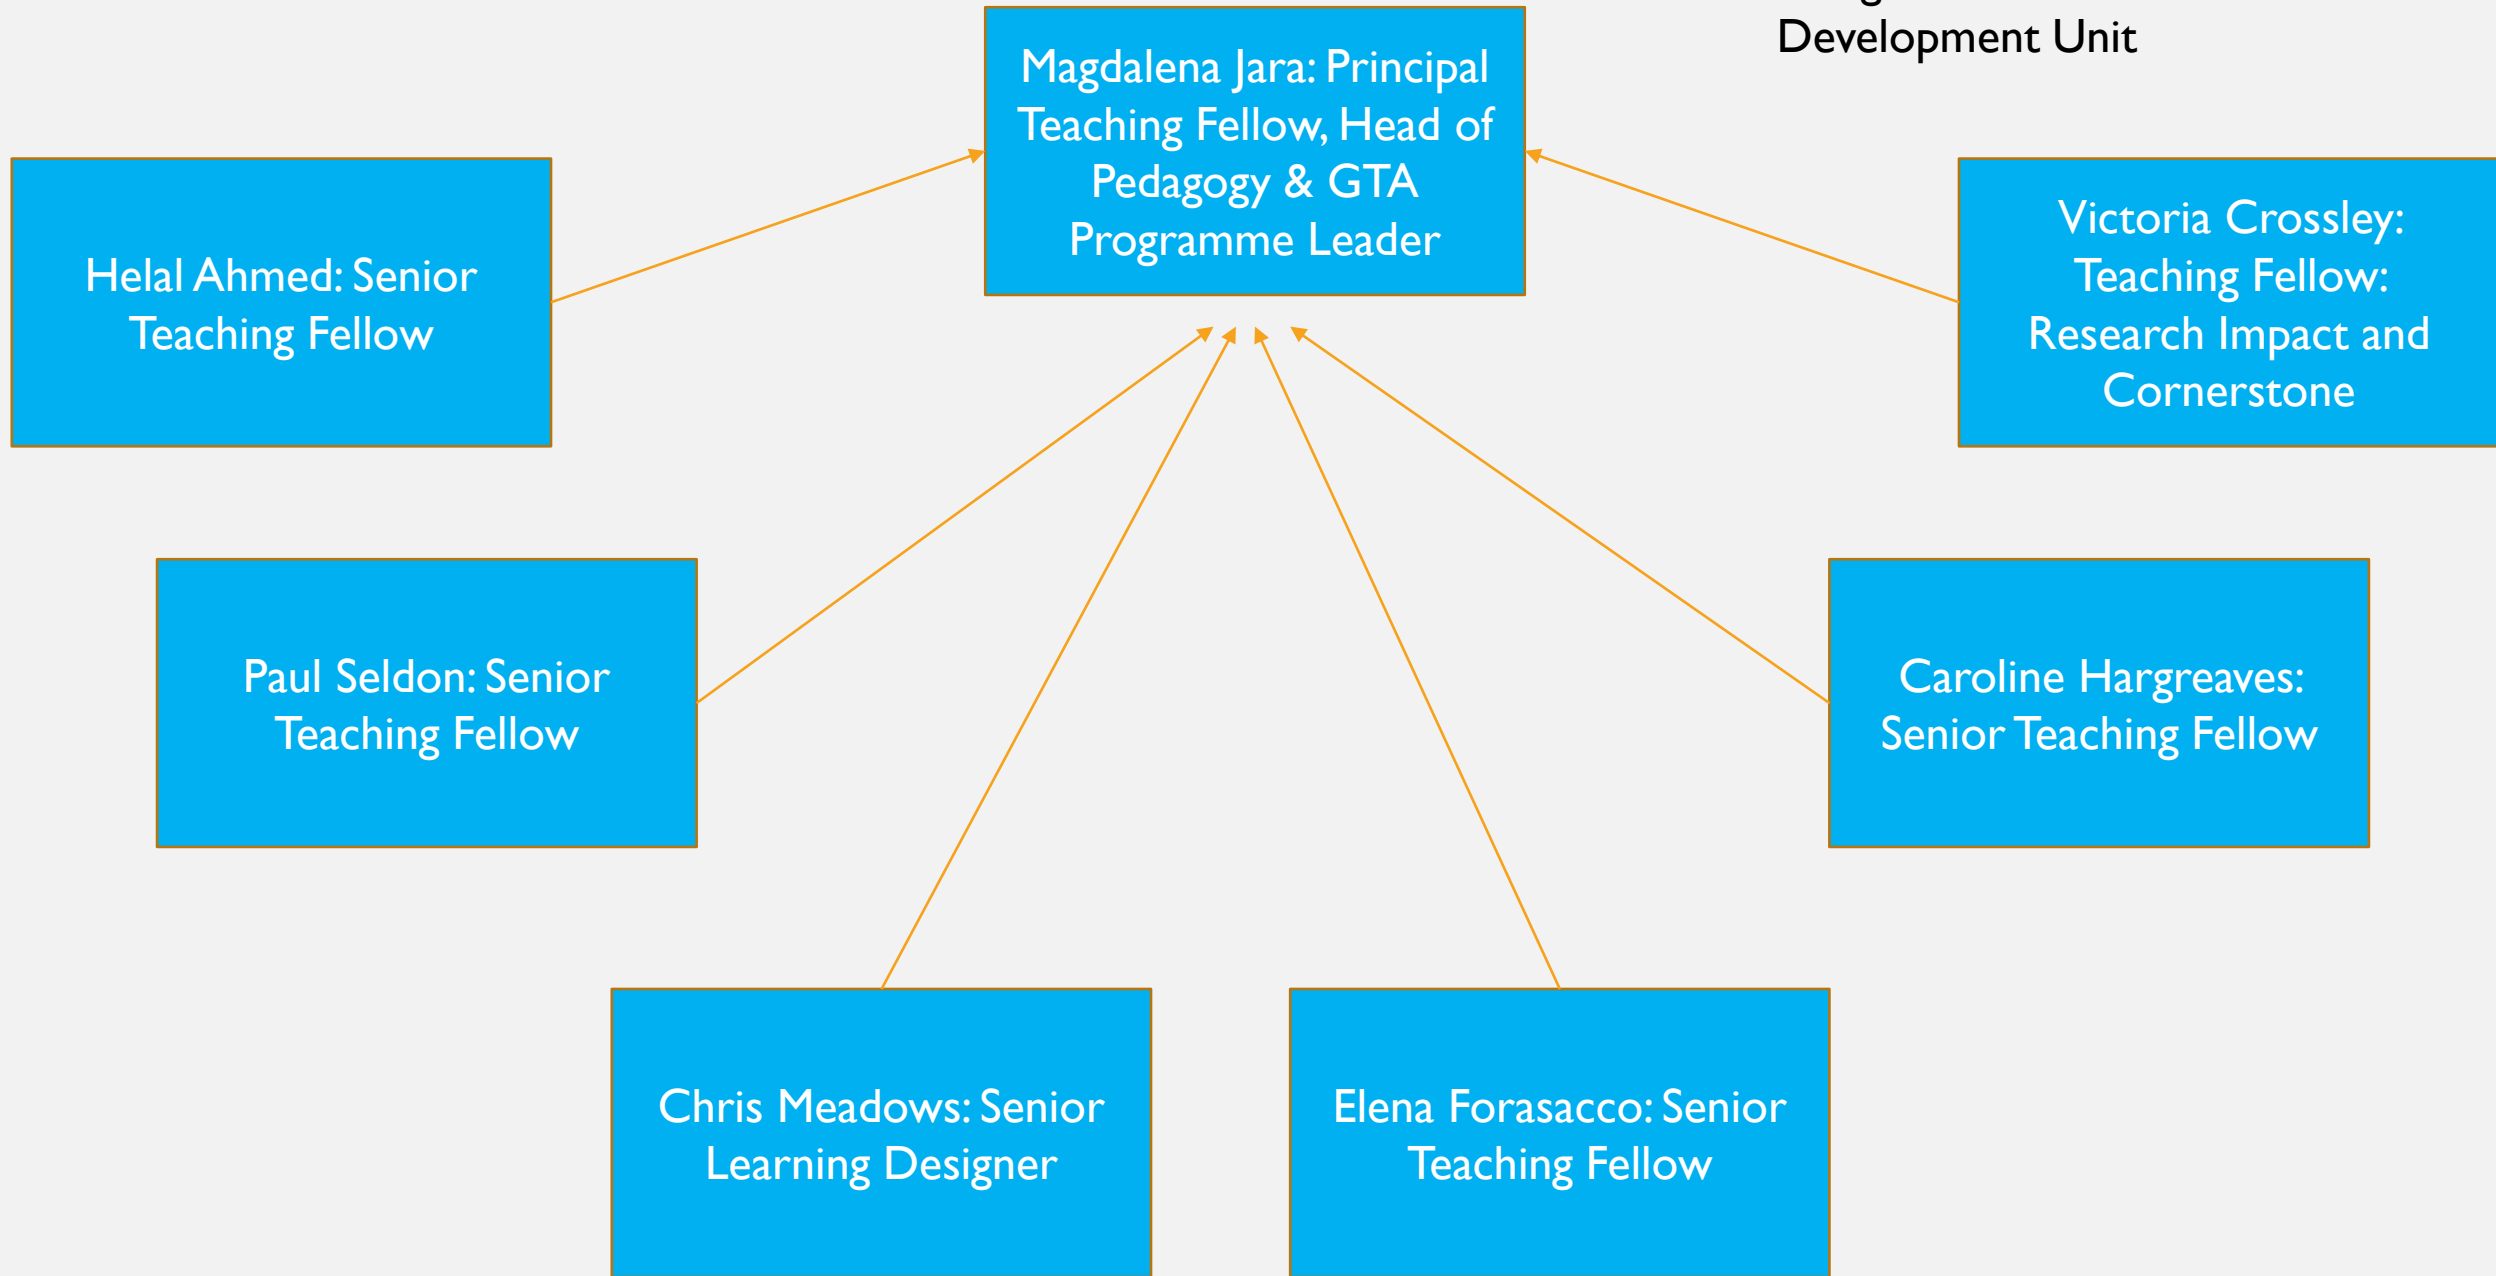 Development Unit
Magdalena Jara: Principal
Teaching Fellow, Head of
Pedagogy & GTA
Programme Leader
Helal Ahmed: Senior
Teaching Fellow
Victoria Crossley:
Teaching Fellow:
Research Impact and
Cornerstone
Paul Seldon: Senior
Teaching Fellow
Caroline Hargreaves:
Senior Teaching Fellow
Chris Meadows: Senior
Learning Designer
Elena Forasacco: Senior
Teaching Fellow